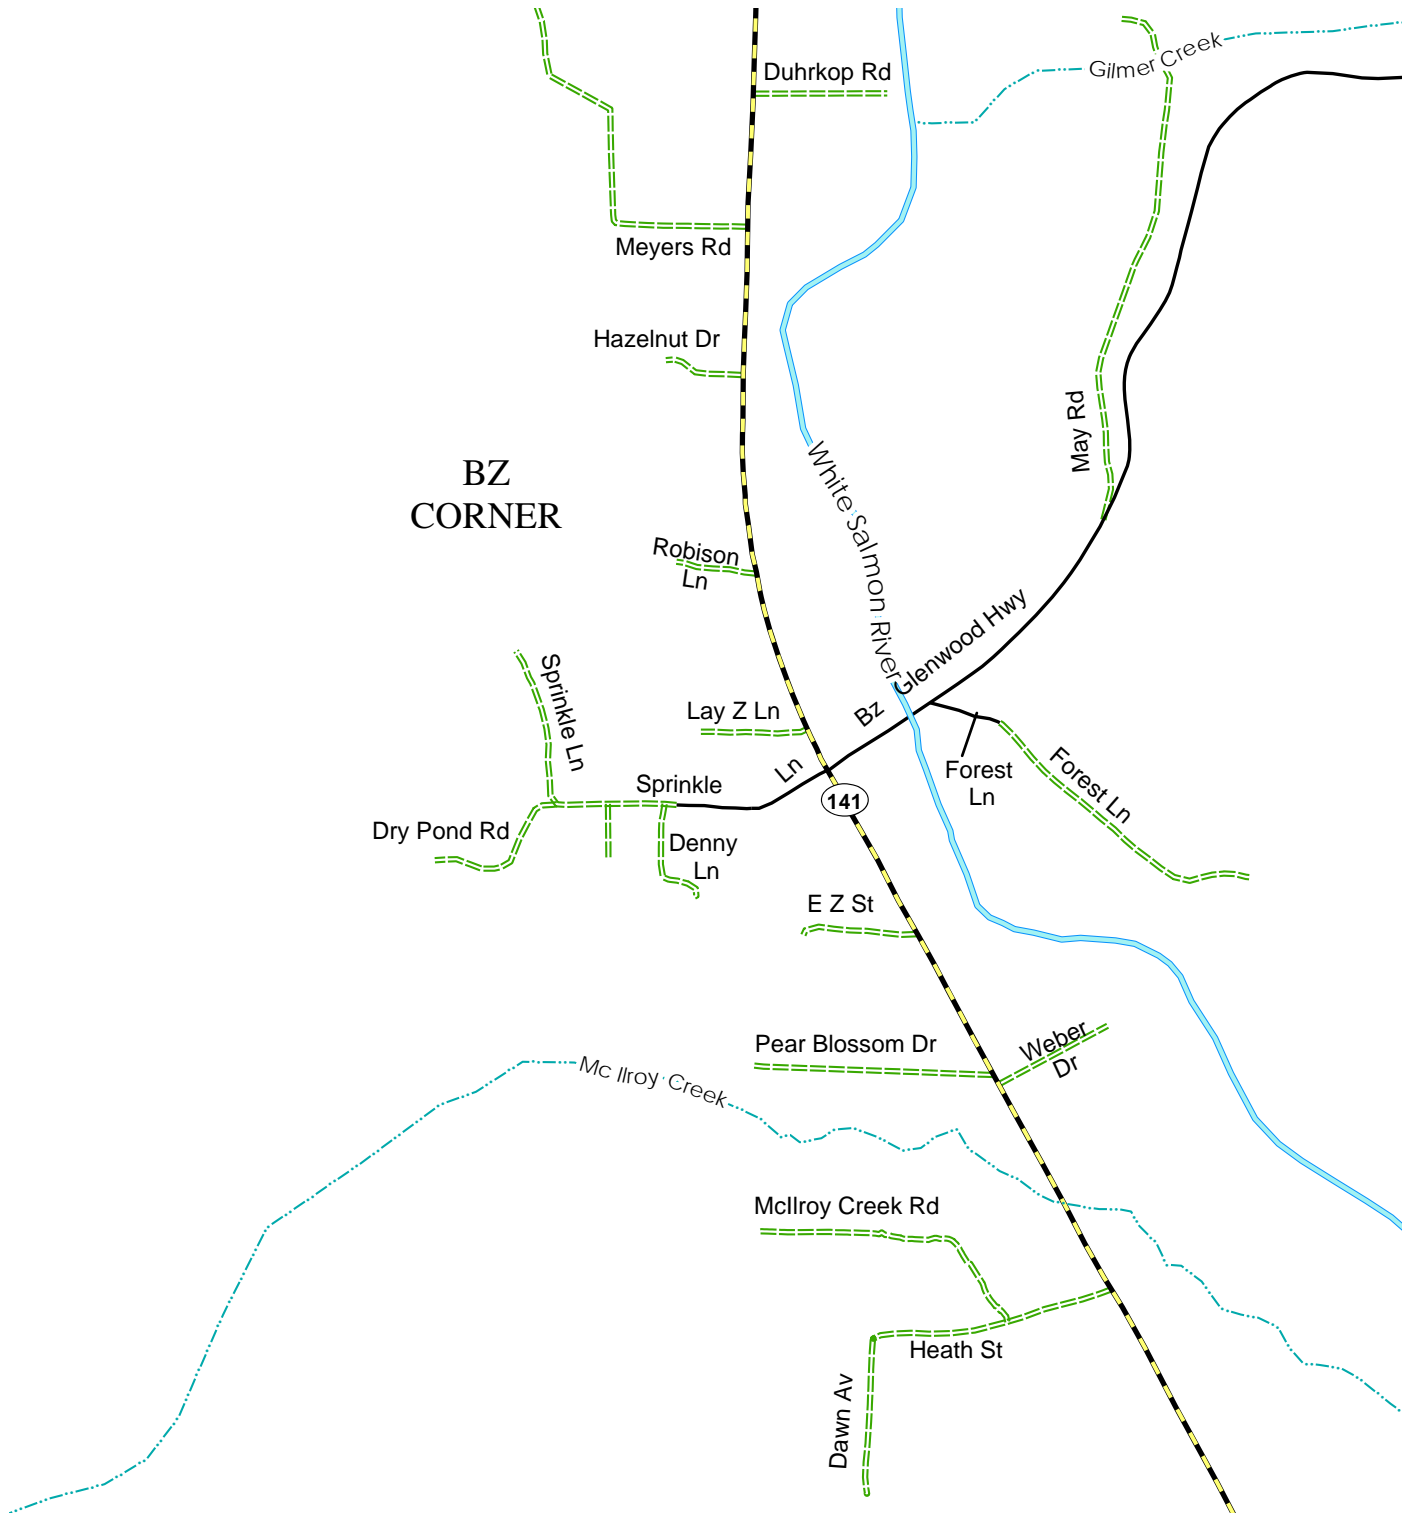 Duhrkop Rd
Gilmer Creek
Meyers Rd
Hazelnut Dr
May Rd
BZ
CORNER
White Salmon River
Robison
Ln
Bz Glenwood Hwy
Sprinkle Ln
Lay Z Ln
Sprinkle Ln
141
Forest
Ln
Forest Ln
Dry Pond Rd
Denny
Ln
E Z St
Pear Blossom Dr
Weber
Dr
Mc Ilroy Creek
McIlroy Creek Rd
Heath St
Dawn Av